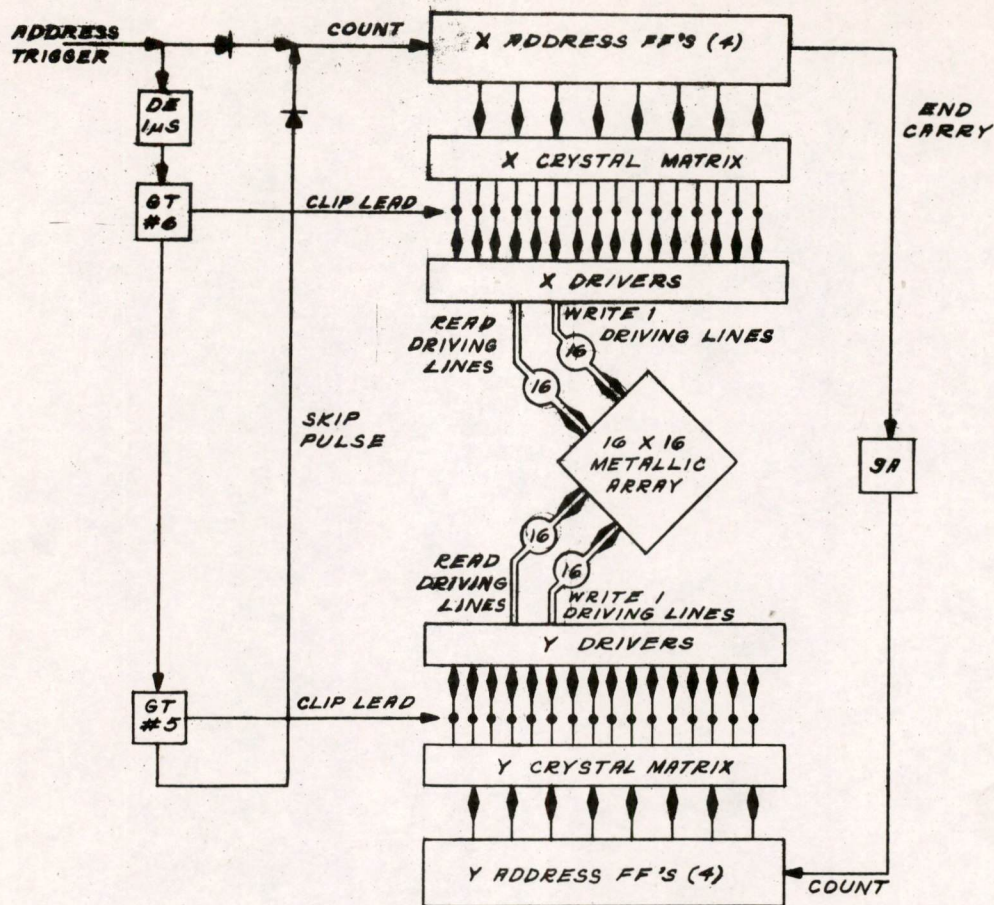 ADDRESS
TRIGGER
COUNT
X ADDRESS FF'S (4)
END
CARRY
DE
1µS
X CRYSTAL MATRIX
GT
#6
CLIP LEAD
X DRIVERS
READ
DRIVING
LINES
WRITE 1
DRIVING LINES
16
16
SKIP
PULSE
16 X 16
METALLIC
ARRAY
9A
16
16
READ
DRIVING
LINES
WRITE 1
DRIVING LINES
Y DRIVERS
GT
#5
CLIP LEAD
Y CRYSTAL MATRIX
Y ADDRESS FF'S (4)
COUNT